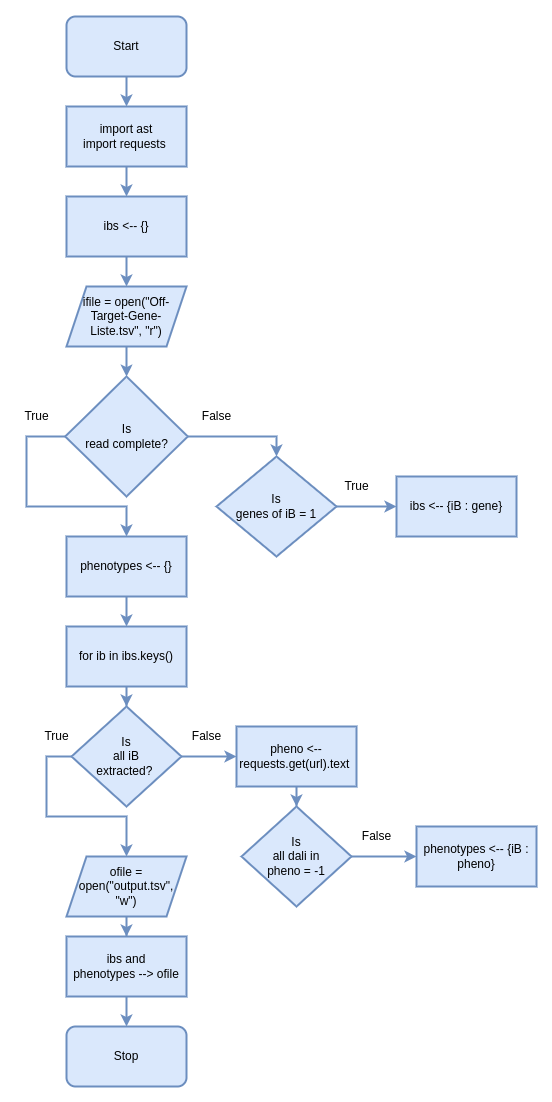 Start
import ast
import requests
ibs <-- {}
ifile = open("Off-
Target-Gene-
Liste.tsv", "r")
True
False
Is
read complete?
Is
genes of iB = 1
True
ibs <-- {iB : gene}
phenotypes <-- {}
for ib in ibs.keys()
True
False
Is
all iB
extracted?
pheno <--
requests.get(url).text
Is
all dali in
pheno = -1
False
phenotypes <-- {iB :
pheno}
ofile =
open("output.tsv",
"w")
ibs and
phenotypes --> ofile
Stop